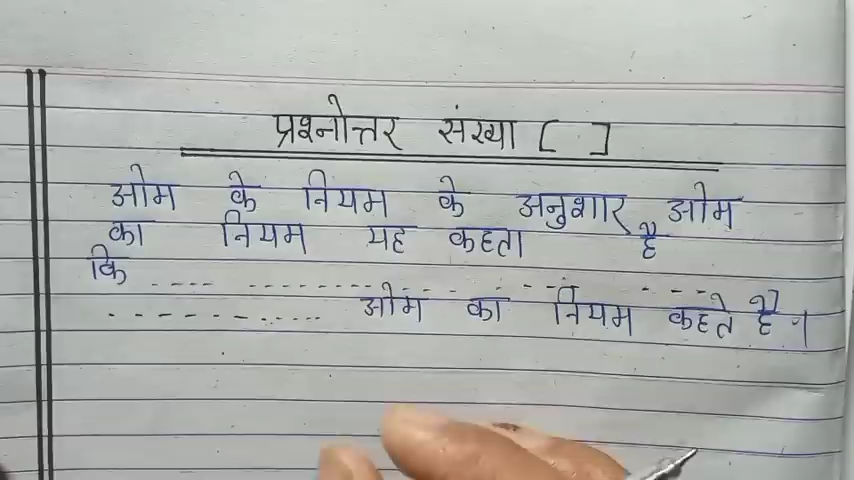 प्रश्नोत्तर संख्या [ ]
ओम के नियम के अनुशार ओम
का नियम यह कहता है
कि .... ..............................
.................. ओम का नियम कहते है।